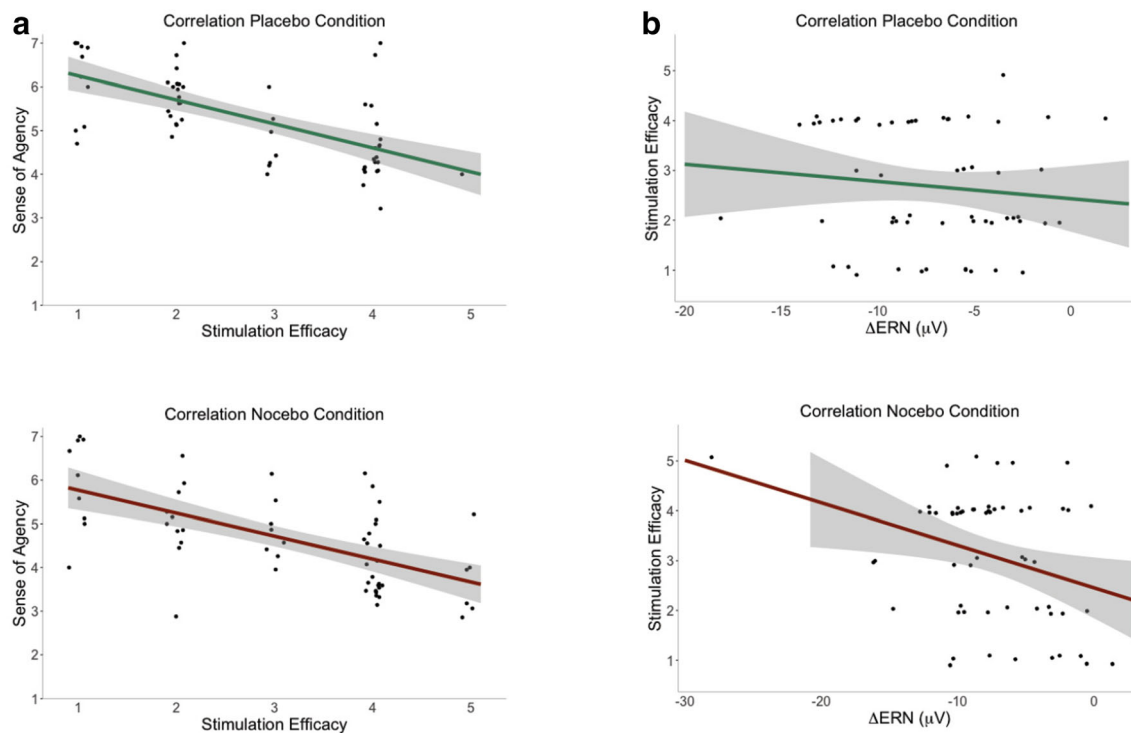 a
Correlation Placebo Condition
Sense of Agency
7
6
5
4
3
2
1
1 2 3 4 5
Stimulation Efficacy
b
Correlation Placebo Condition
Stimulation Efficacy
5
4
3
2
1
-20 -15 -10 -5 0
ΔERN (µV)
Correlation Nocebo Condition
Sense of Agency
7
6
5
4
3
2
1
1 2 3 4 5
Stimulation Efficacy
Correlation Nocebo Condition
Stimulation Efficacy
5
4
3
2
1
-30 -20 -10 0
ΔERN (µV)